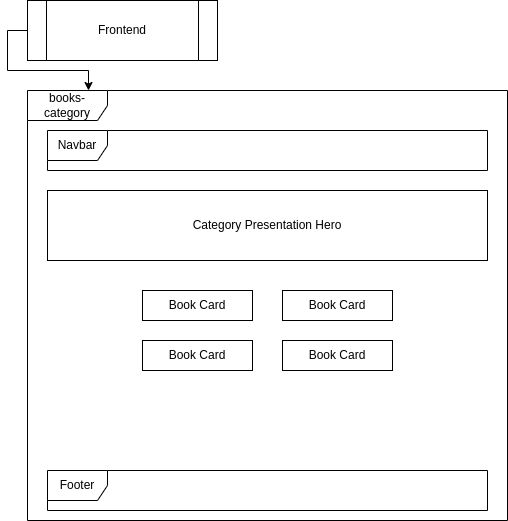 Frontend
books-
category
Navbar
Category Presentation Hero
Book Card
Book Card
Book Card
Book Card
Footer